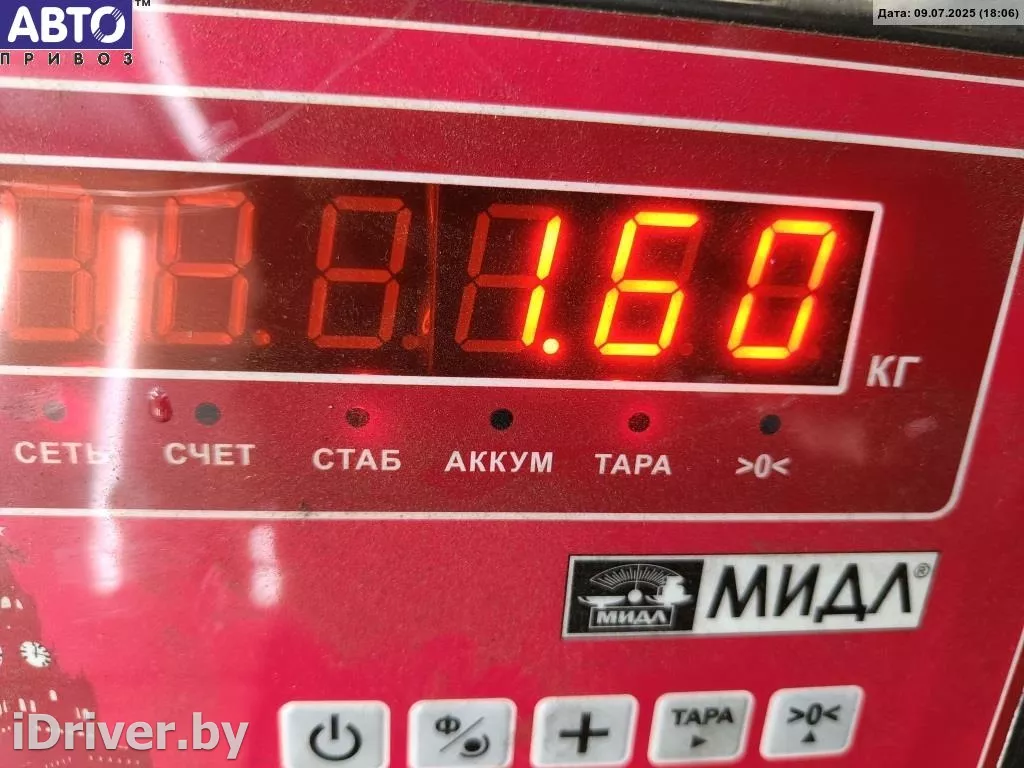 АВТО™
ПРИВОЗ
Дата: 09.07.2025 (18:06)
1.60
КГ
СЕТЬ СЧЕТ СТАБ АККУМ ТАРА >0<
МИДЛ МИДЛ®
Ф ТАРА >0<
iDriver.by